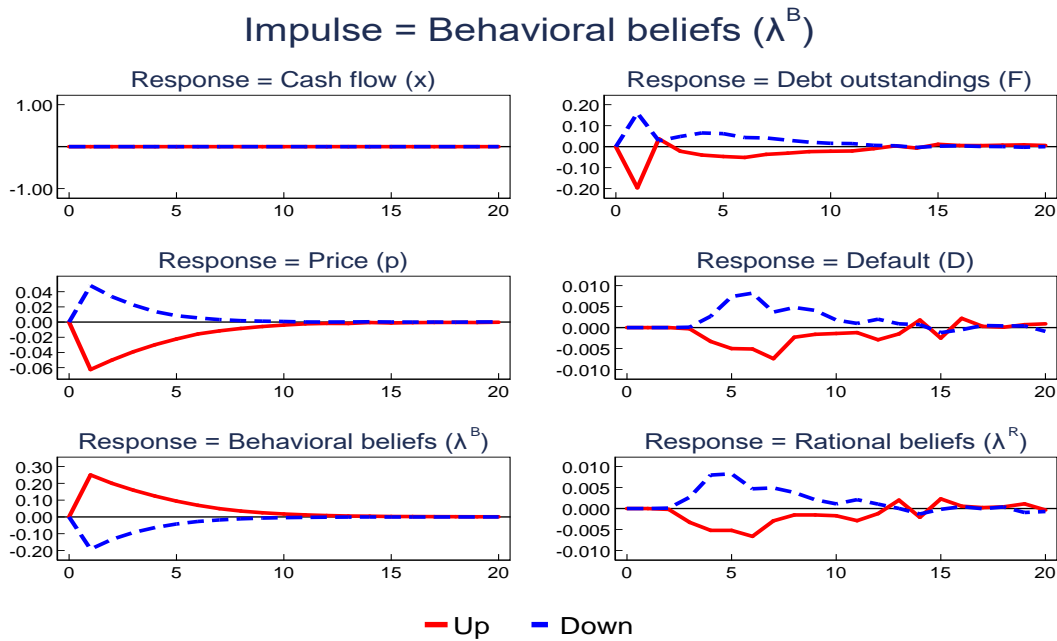 Impulse = Behavioral beliefs (λ^B)
Response = Cash flow (x)
1.00
-1.00
0 5 10 15 20
Response = Debt outstandings (F)
0.20
0.10
0.00
-0.10
-0.20
0 5 10 15 20
Response = Price (p)
0.04
0.02
0.00
-0.02
-0.04
-0.06
0 5 10 15 20
Response = Default (D)
0.010
0.005
0.000
-0.005
-0.010
0 5 10 15 20
Response = Behavioral beliefs (λ^B)
0.30
0.20
0.10
0.00
-0.10
-0.20
0 5 10 15 20
Response = Rational beliefs (λ^R)
0.010
0.005
0.000
-0.005
-0.010
0 5 10 15 20
Up Down